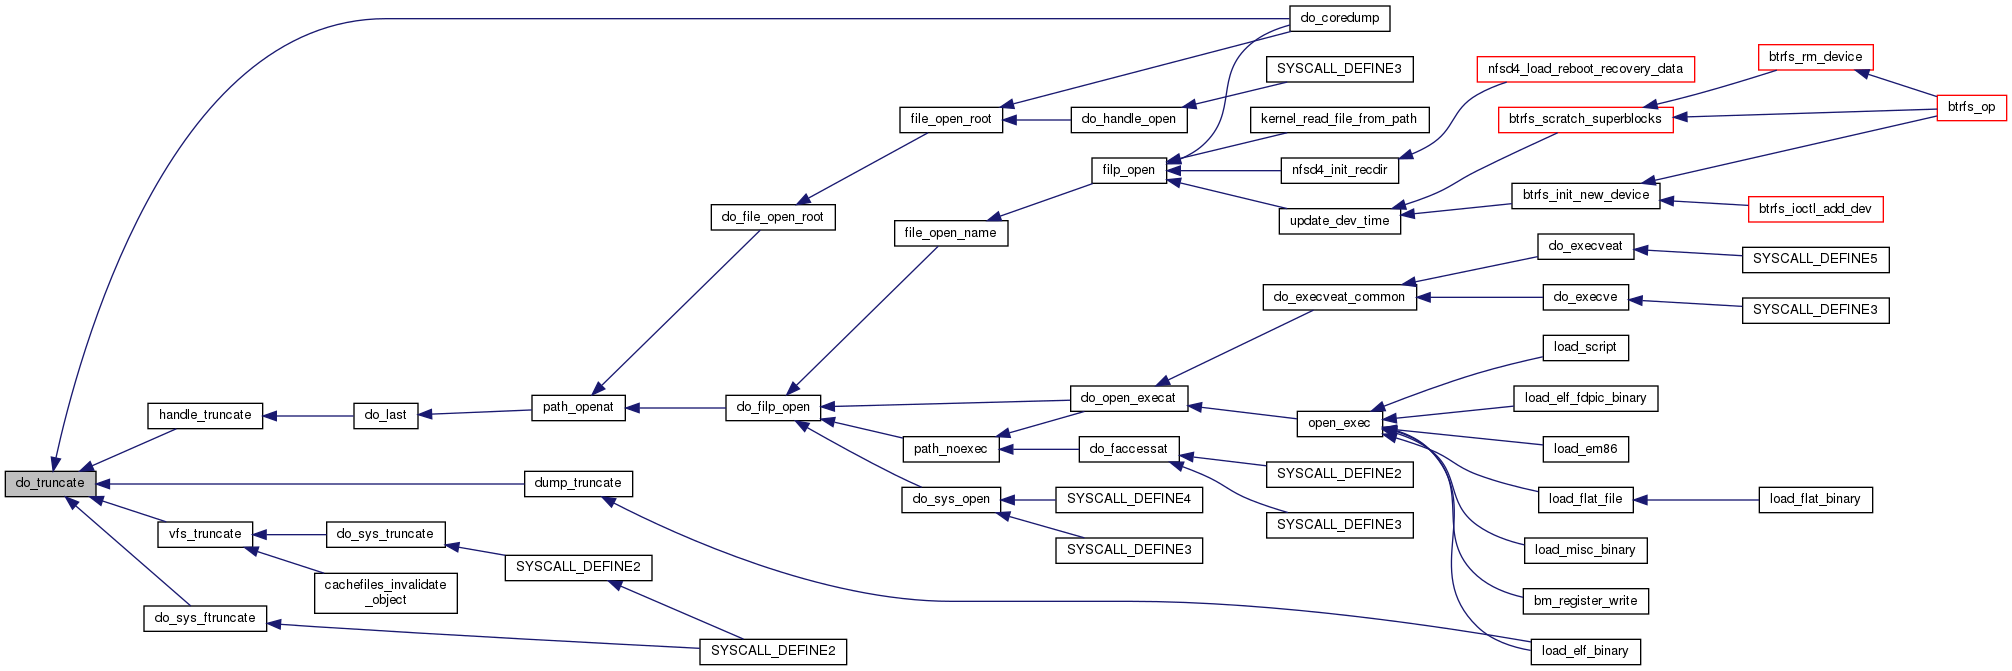 do_coredump
btrfs_rm_device
SYSCALL_DEFINE3
nfsd4_load_reboot_recovery_data
btrfs_op
file_open_root
do_handle_open
kernel_read_file_from_path
btrfs_scratch_superblocks
filp_open
nfsd4_init_recdir
btrfs_init_new_device
btrfs_ioctl_add_dev
do_file_open_root
update_dev_time
file_open_name
do_execveat
SYSCALL_DEFINE5
do_execveat_common
do_execve
SYSCALL_DEFINE3
load_script
handle_truncate
do_last
path_openat
do_filp_open
do_open_execat
load_elf_fdpic_binary
open_exec
path_noexec
do_faccessat
load_em86
do_truncate
dump_truncate
SYSCALL_DEFINE2
do_sys_open
SYSCALL_DEFINE4
load_flat_file
load_flat_binary
SYSCALL_DEFINE3
vfs_truncate
do_sys_truncate
SYSCALL_DEFINE3
load_misc_binary
SYSCALL_DEFINE2
cachefiles_invalidate
_object
bm_register_write
do_sys_ftruncate
SYSCALL_DEFINE2
load_elf_binary